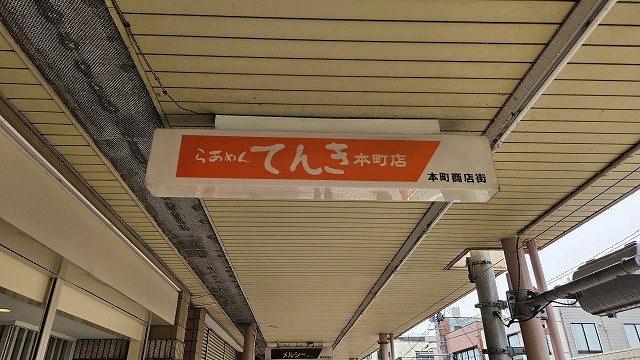 らあめん てんき 本町店
本町商店街
メルシー